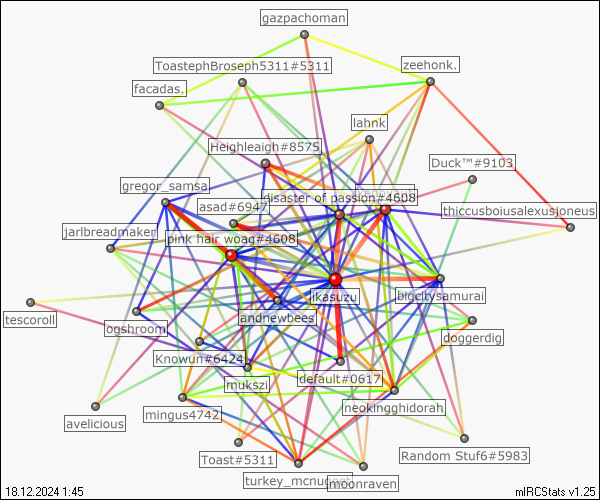 gazpachoman
ToastephBroseph5311#5311
zeehonk.
facadas.
lahnk
Heighleaigh#8575
Duck™#9103
gregor_samsa
disaster of passion#4608
asad#6947
thiccusboiusalexusjoneus
jarlbreadmaker
pink hair woag#4608
likasuzu
bigcitysamurai
tescoroll
ogshroom
andnewbees
doggerdig
Knowun#6424
mukszi
default#0617
avelicious
mingus4742
neokingghidorah
Toast#5311
Random Stuf6#5983
turkey_mcnugget
moonraven
18.12.2024 1:45
mIRCStats v1.25